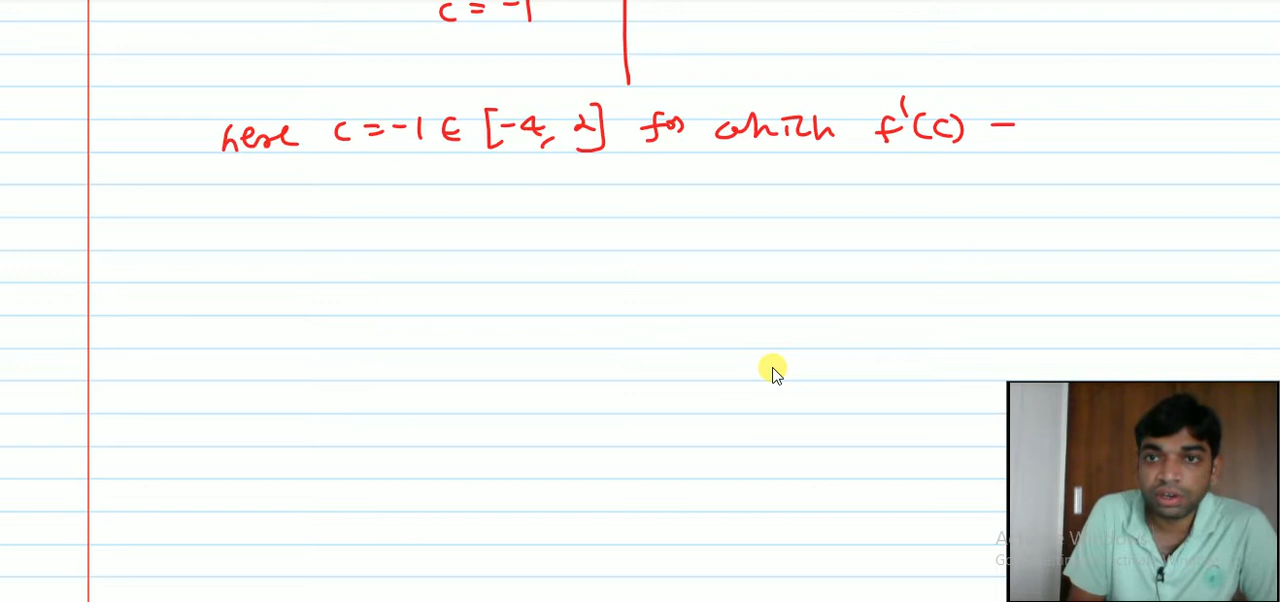 c = -1
here c = -1 ∈ [-4, 2] for which f'(c) -